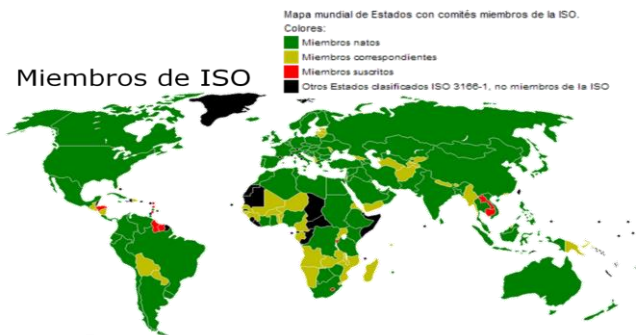 Mapa mundial de Estados con comités miembros de la ISO.
Colores:
Miembros natos
Miembros correspondientes
Miembros suscritos
Otros Estados clasificados ISO 3166-1, no miembros de la ISO
Miembros de ISO